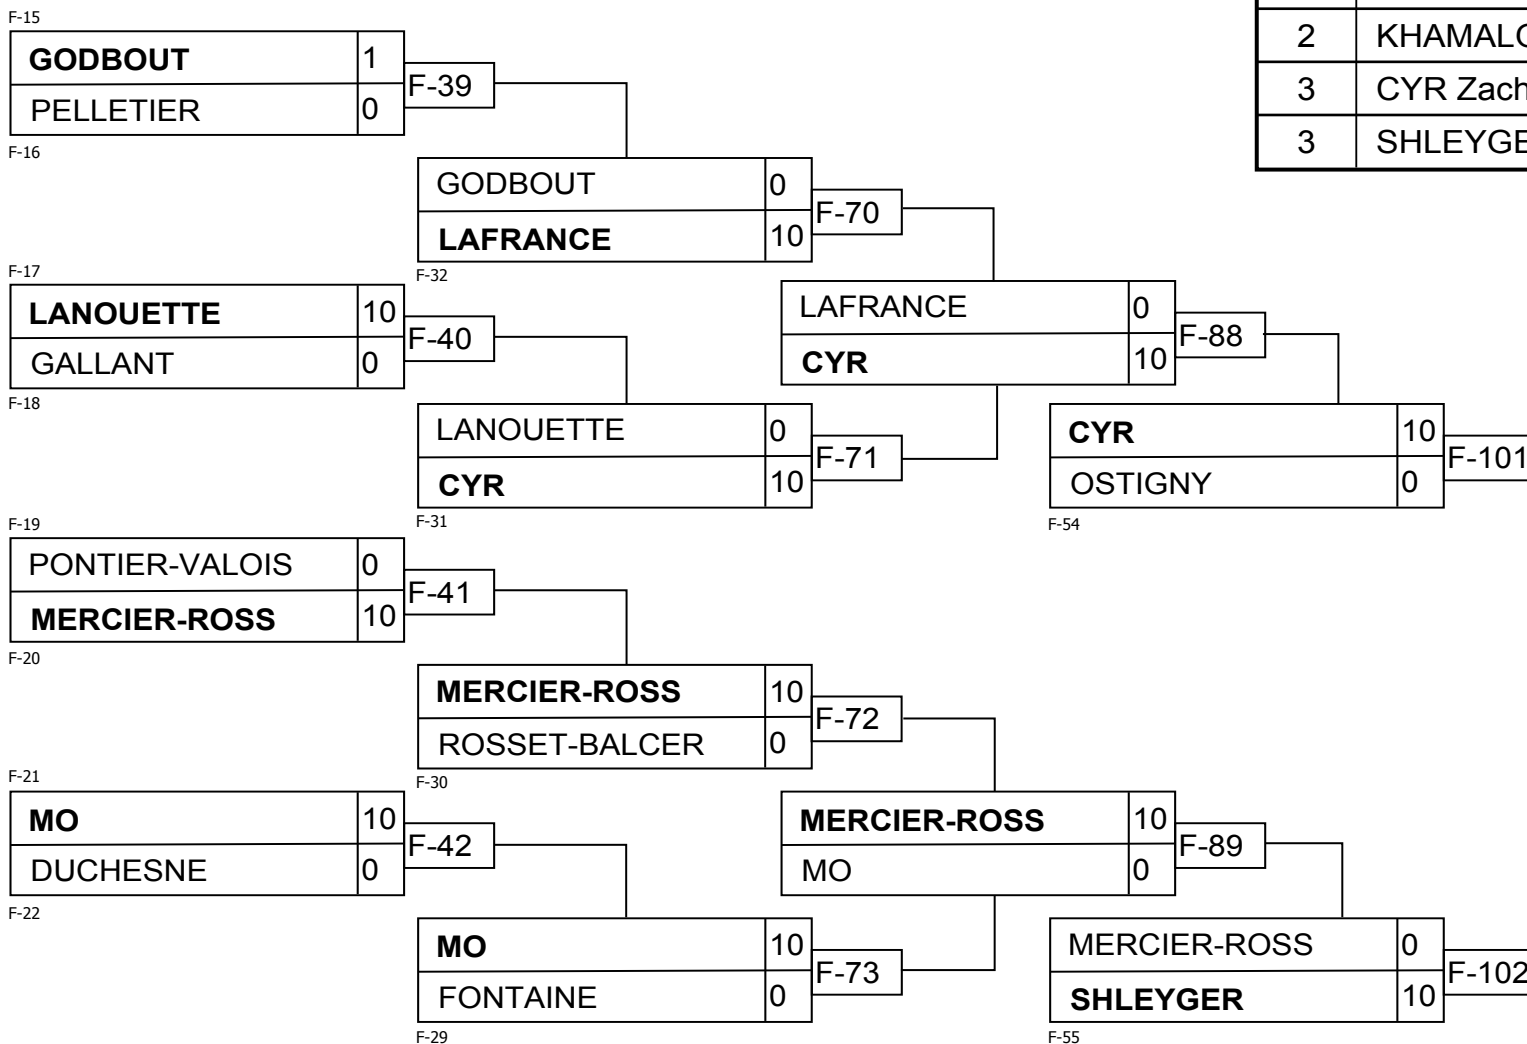 F-15
GODBOUT 1
PELLETIER 0
F-39
F-16
2
3 CYR Zach
3
GODBOUT 0
LAFRANCE 10
F-70
F-32
F-17
LANOUETTE 10
GALLANT 0
F-40
F-18
LAFRANCE 0
CYR 10
F-88
LANOUETTE 0
CYR 10
F-71
F-31
CYR 10
OSTIGNY 0
F-101
F-54
F-19
PONTIER-VALOIS 0
MERCIER-ROSS 10
F-41
F-20
MERCIER-ROSS 10
ROSSET-BALCER 0
F-72
F-30
F-21
MO 10
DUCHESNE 0
F-42
F-22
MERCIER-ROSS 10
MO 0
F-89
MO 10
FONTAINE 0
F-73
F-29
MERCIER-ROSS 0
SHLEYGER 10
F-102
F-55